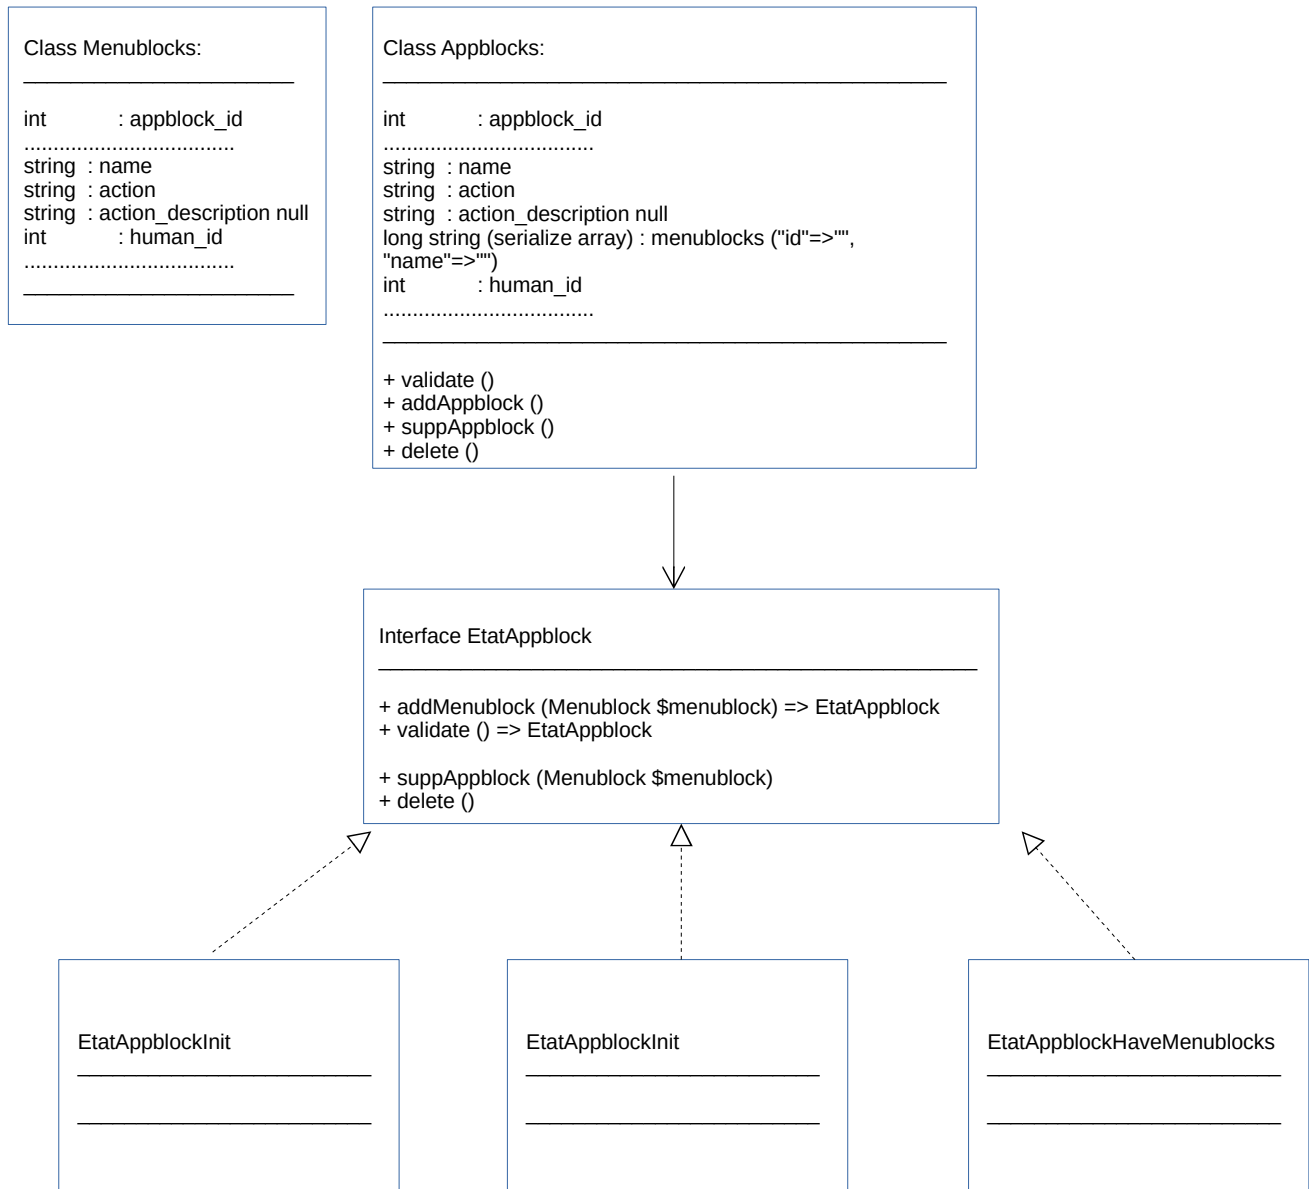 Class Menublocks:
int : appblock_id
....................................
string : name
string : action
string : action_description null
int : human_id
....................................
Class Appblocks:
int : appblock_id
....................................
string : name
string : action
string : action_description null
long string (serialize array) : menublocks ("id"=>"",
"name"=>"")
int : human_id
....................................
+ validate ()
+ addAppblock ()
+ suppAppblock ()
+ delete ()
Interface EtatAppblock
+ addMenublock (Menublock $menublock) => EtatAppblock
+ validate () => EtatAppblock
+ suppAppblock (Menublock $menublock)
+ delete ()
EtatAppblockInit
EtatAppblockInit
EtatAppblockHaveMenublocks